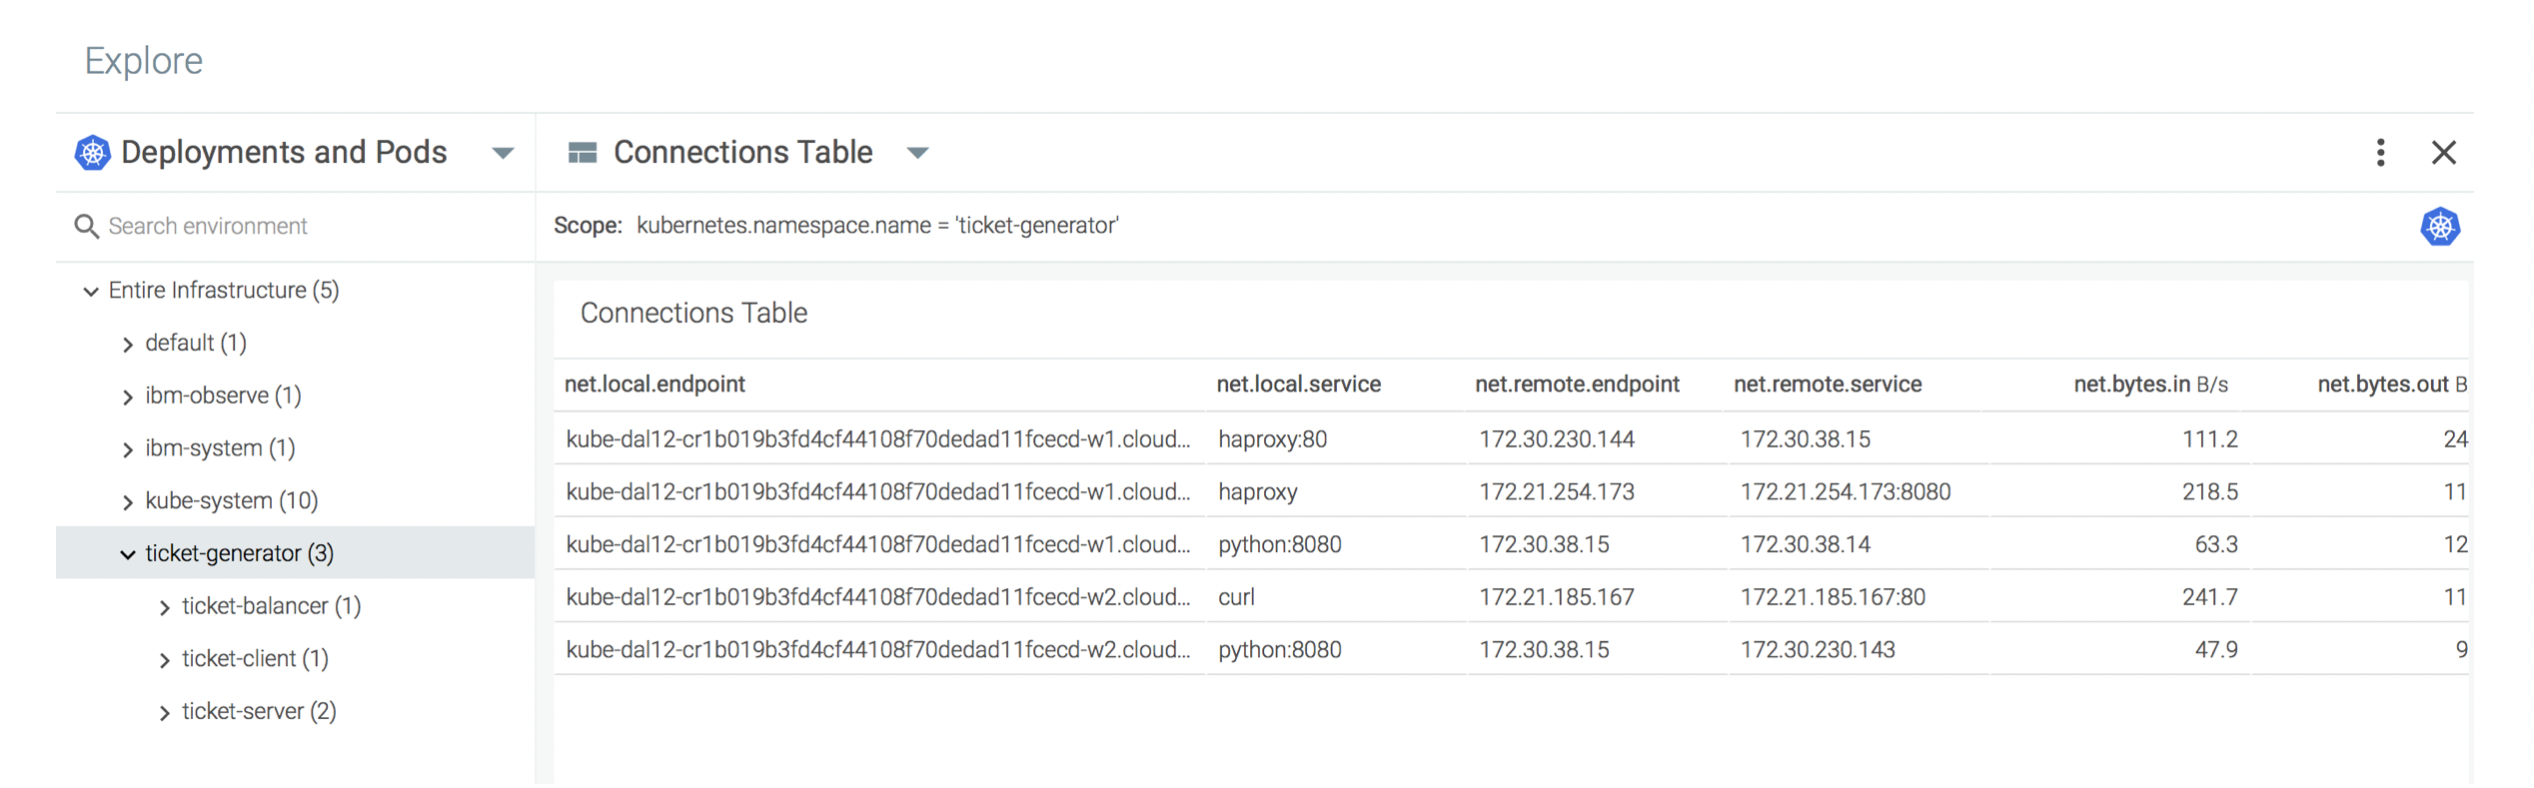 Explore
Deployments and Pods
Connections Table
Search environment
Scope: kubernetes.namespace.name = 'ticket-generator'
Entire Infrastructure (5)
default (1)
ibm-observe (1)
ibm-system (1)
kube-system (10)
ticket-generator (3)
ticket-balancer (1)
ticket-client (1)
ticket-server (2)
Connections Table
net.local.endpoint net.local.service net.remote.endpoint net.remote.service net.bytes.in B/s net.bytes.out B
kube-dal12-cr1b019b3fd4cf44108f70dedad11fcecd-w1.cloud... haproxy:80 172.30.230.144 172.30.38.15 111.2 24
kube-dal12-cr1b019b3fd4cf44108f70dedad11fcecd-w1.cloud... haproxy 172.21.254.173 172.21.254.173:8080 218.5 11
kube-dal12-cr1b019b3fd4cf44108f70dedad11fcecd-w1.cloud... python:8080 172.30.38.15 172.30.38.14 63.3 12
kube-dal12-cr1b019b3fd4cf44108f70dedad11fcecd-w2.cloud... curl 172.21.185.167 172.21.185.167:80 241.7 11
kube-dal12-cr1b019b3fd4cf44108f70dedad11fcecd-w2.cloud... python:8080 172.30.38.15 172.30.230.143 47.9 9